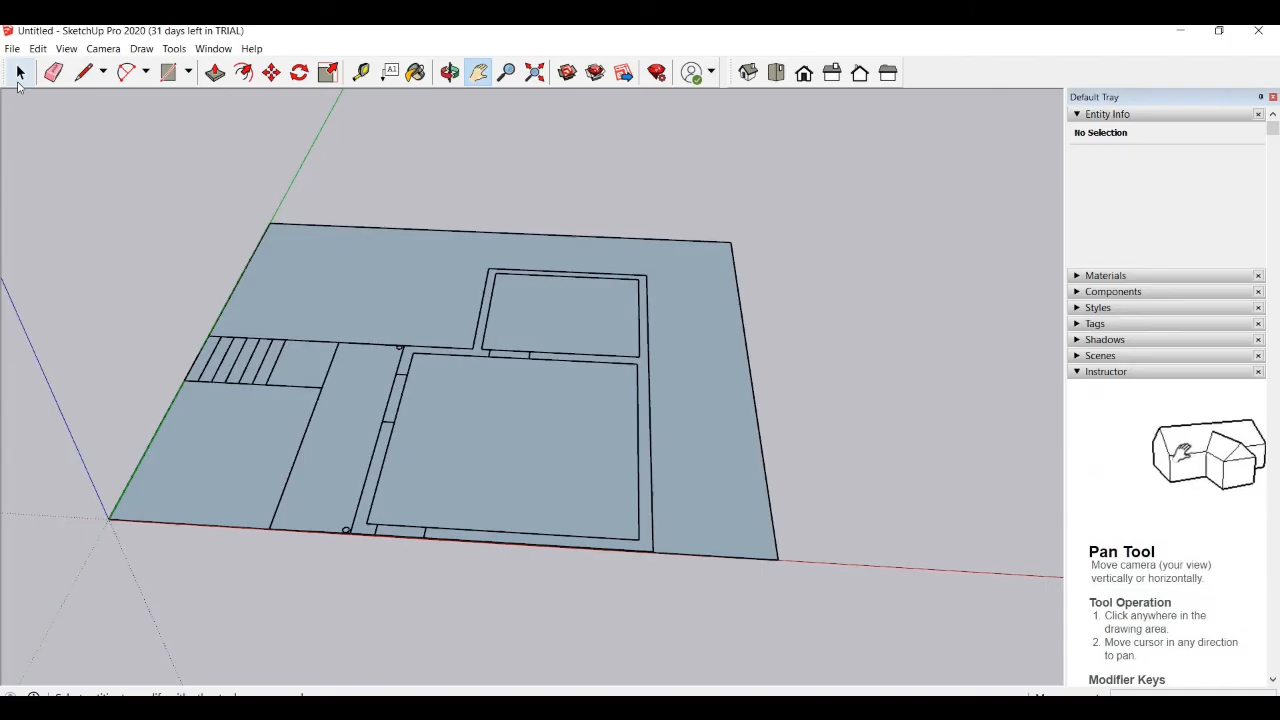 Untitled - SketchUp Pro 2020 (31 days left in TRIAL)
File Edit View Camera Draw Tools Window Help
A1
Default Tray
Entity Info
No Selection
Materials
Components
Styles
Tags
Shadows
Scenes
Instructor
Pan Tool
Move camera (your view)
vertically or horizontally.
Tool Operation
1. Click anywhere in the
drawing area.
2. Move cursor in any direction
to pan.
Modifier Keys